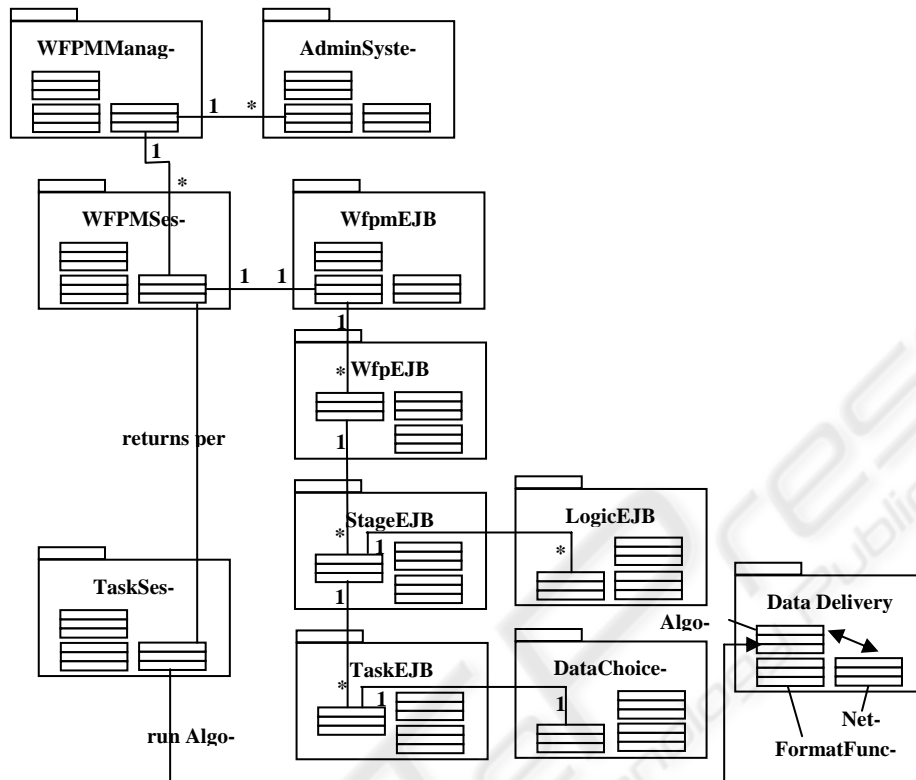 WFPMManag-
AdminSyste-
1
*
1
*
WFPMSes-
WfpmEJB
1
1
1
*
WfpEJB
returns per
1
*
StageEJB
1
LogicEJB
*
1
TaskSes-
Data Delivery
Algo-
*
TaskEJB
1
DataChoice-
1
run Algo-
Net-
FormatFunc-